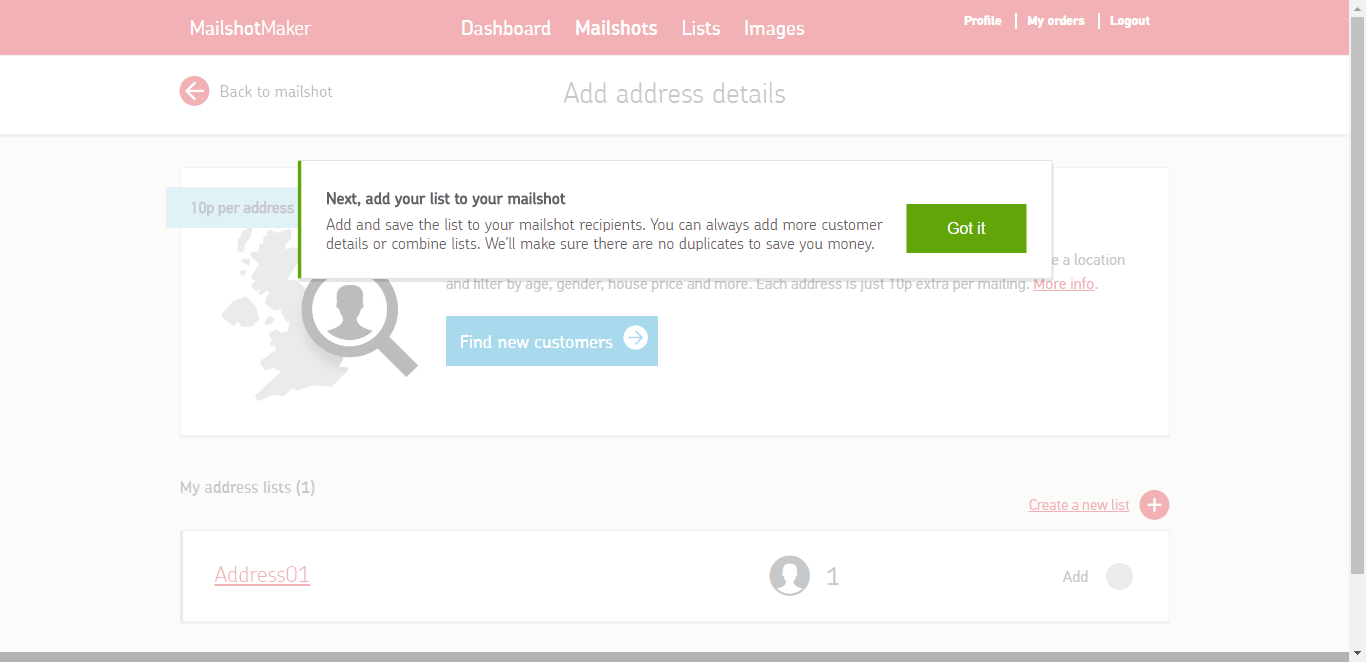 MailshotMaker
Dashboard Mailshots Lists Images
Profile My orders Logout
Back to mailshot
Add address details
10p per address
Next, add your list to your mailshot
Add and save the list to your mailshot recipients. You can always add more customer
details or combine lists. We'll make sure there are no duplicates to save you money.
Got it
e a location
and filter by age, gender, house price and more. Each address is just 10p extra per mailing. More info.
Find new customers
My address lists (1)
Create a new list
Address01 1 Add